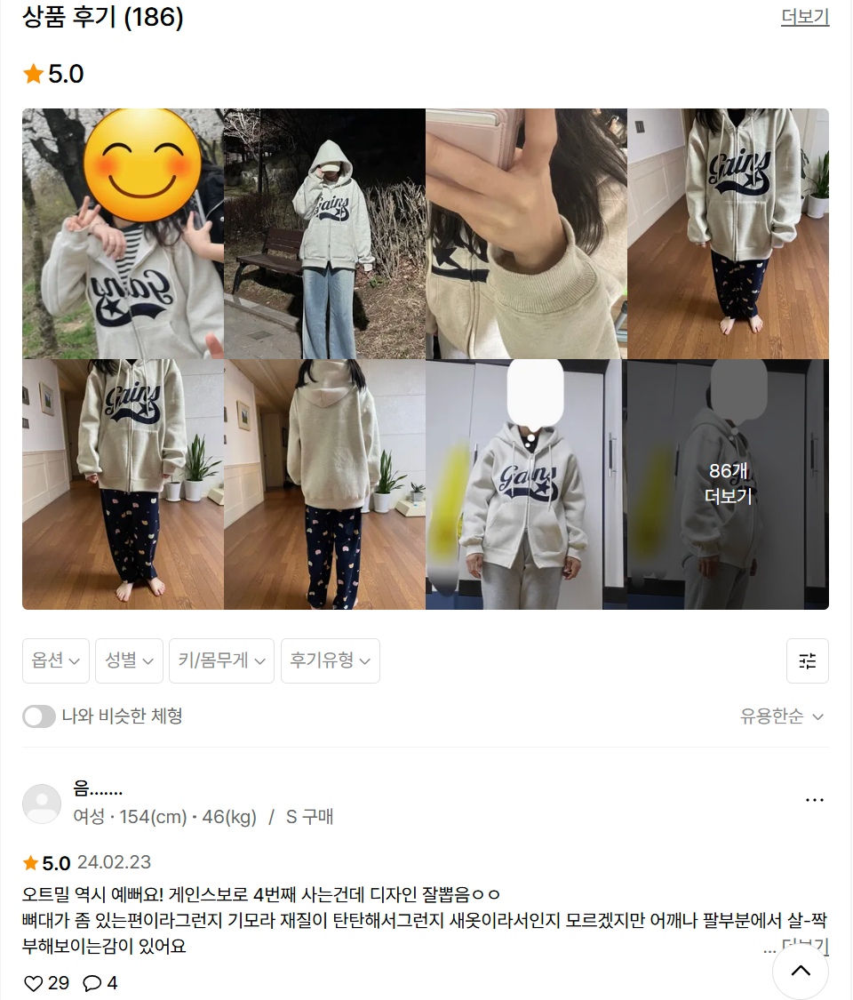 상품 후기 (186)
더보기
5.0
Gains
Gains
Gains
Gains
Gains
86개
더보기
옵션
성별
키/몸무게
후기유형
나와 비슷한 체형
유용한순
음.......
여성 · 154(cm) · 46(kg) / S 구매
5.0 24.02.23
오트밀 역시 예뻐요! 게인스보로 4번째 사는건데 디자인 잘뽑음ㅇㅇ
뼈대가 좀 있는편이라그런지 기모라 재질이 탄탄해서그런지 새옷이라서인지 모르겠지만 어깨나 팔부분에서 살-짝
부해보이는감이 있어요
... 더보기
29 4